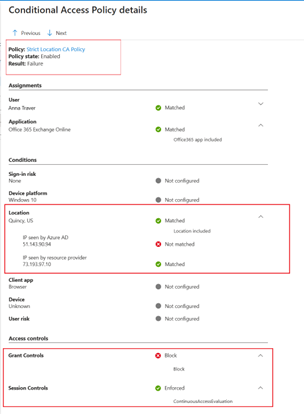 Conditional Access Policy details
Previous Next
Policy: Strict Location CA Policy
Policy state: Enabled
Result: Failure
Assignments
User
Anna Traver Matched
Application
Office 365 Exchange Online Matched
Office365 app included
Conditions
Sign-in risk
None Not configured
Device platform
Windows 10 Not configured
Location
Quincy, US Matched
Location included
IP seen by Azure AD
51.143.90.94 Not matched
IP seen by resource provider
73.193.97.10 Matched
Client app
Browser Not configured
Device
Unknown Not configured
User risk Not configured
Access controls
Grant Controls Block
Block
Session Controls Enforced
ContinuousAccessEvaluation